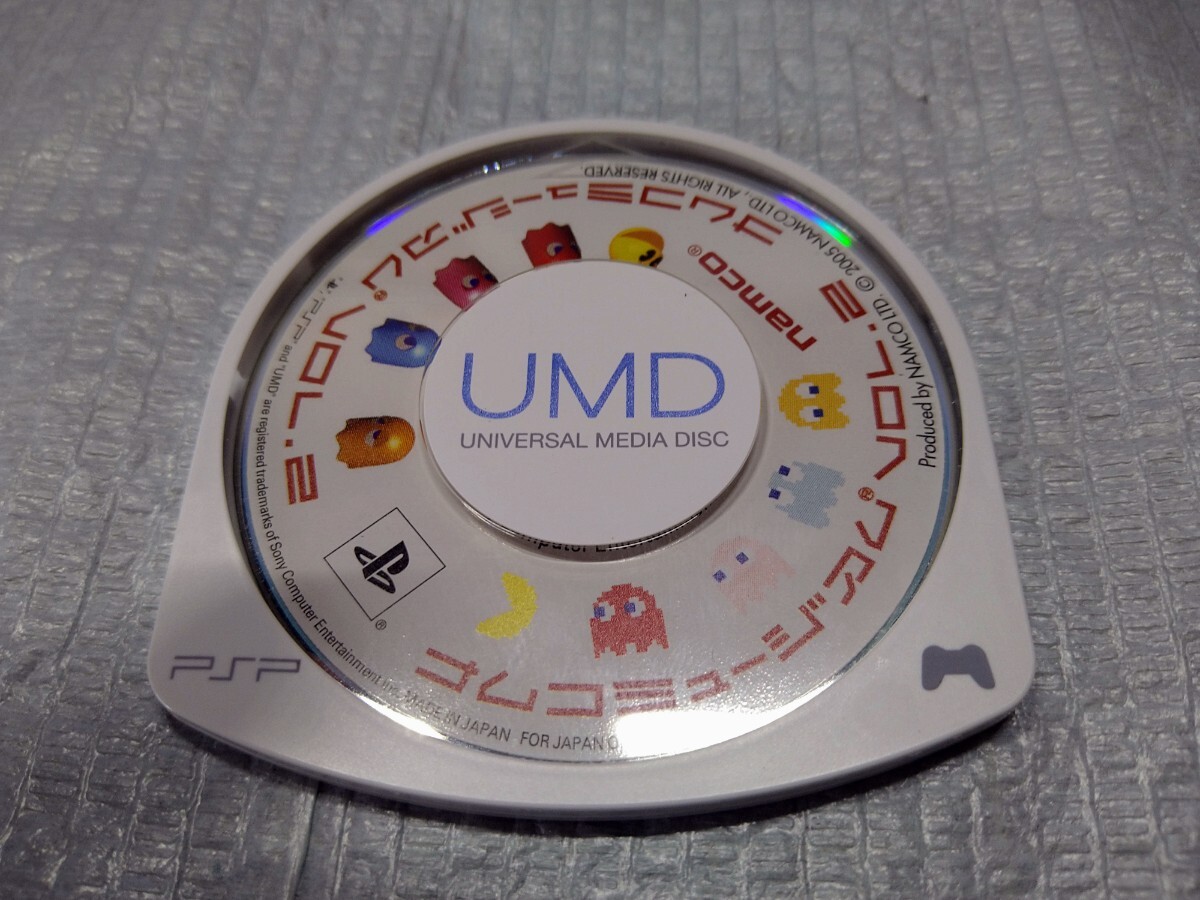 UMD
UNIVERSAL MEDIA DISC
ナムコミュージアム® VOL.2
ナムコミュージアム® VOL.2
namco®
© 2005 NAMCO LTD., ALL RIGHTS RESERVED.
Produced by NAMCO LTD.
and "UMD" are registered trademarks of Sony Computer Entertainment Inc. MADE IN JAPAN FOR JAPAN
®
PSP